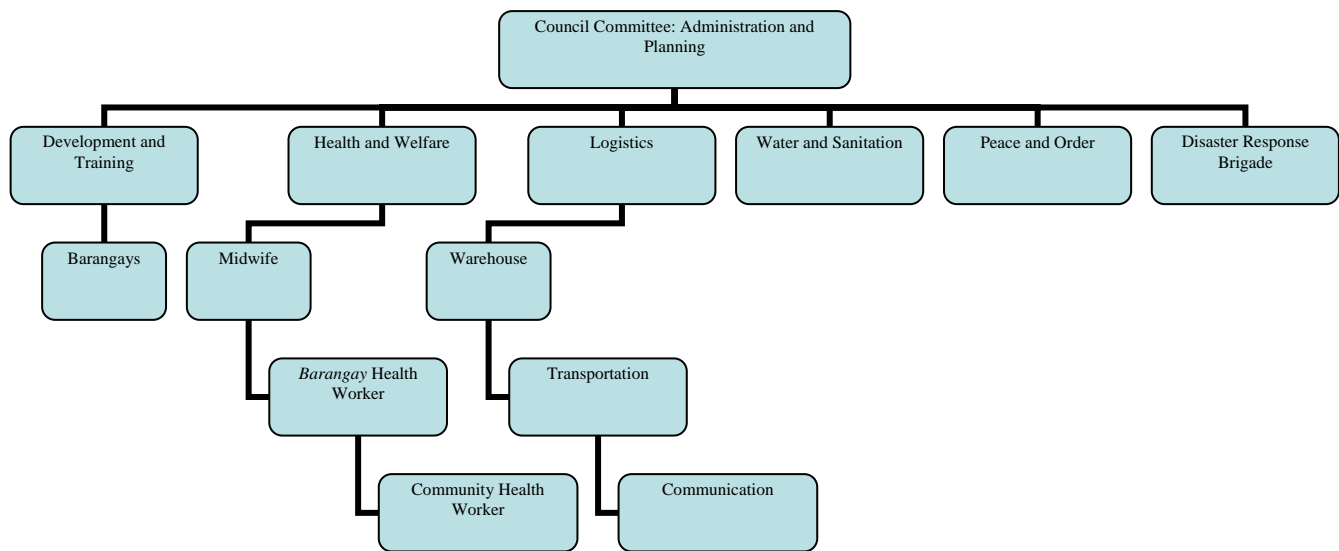 Council Committee: Administration and
Planning
Development and
Training
Health and Welfare
Logistics
Water and Sanitation
Peace and Order
Disaster Response
Brigade
Barangays
Midwife
Warehouse
Barangay Health
Worker
Transportation
Community Health
Worker
Communication